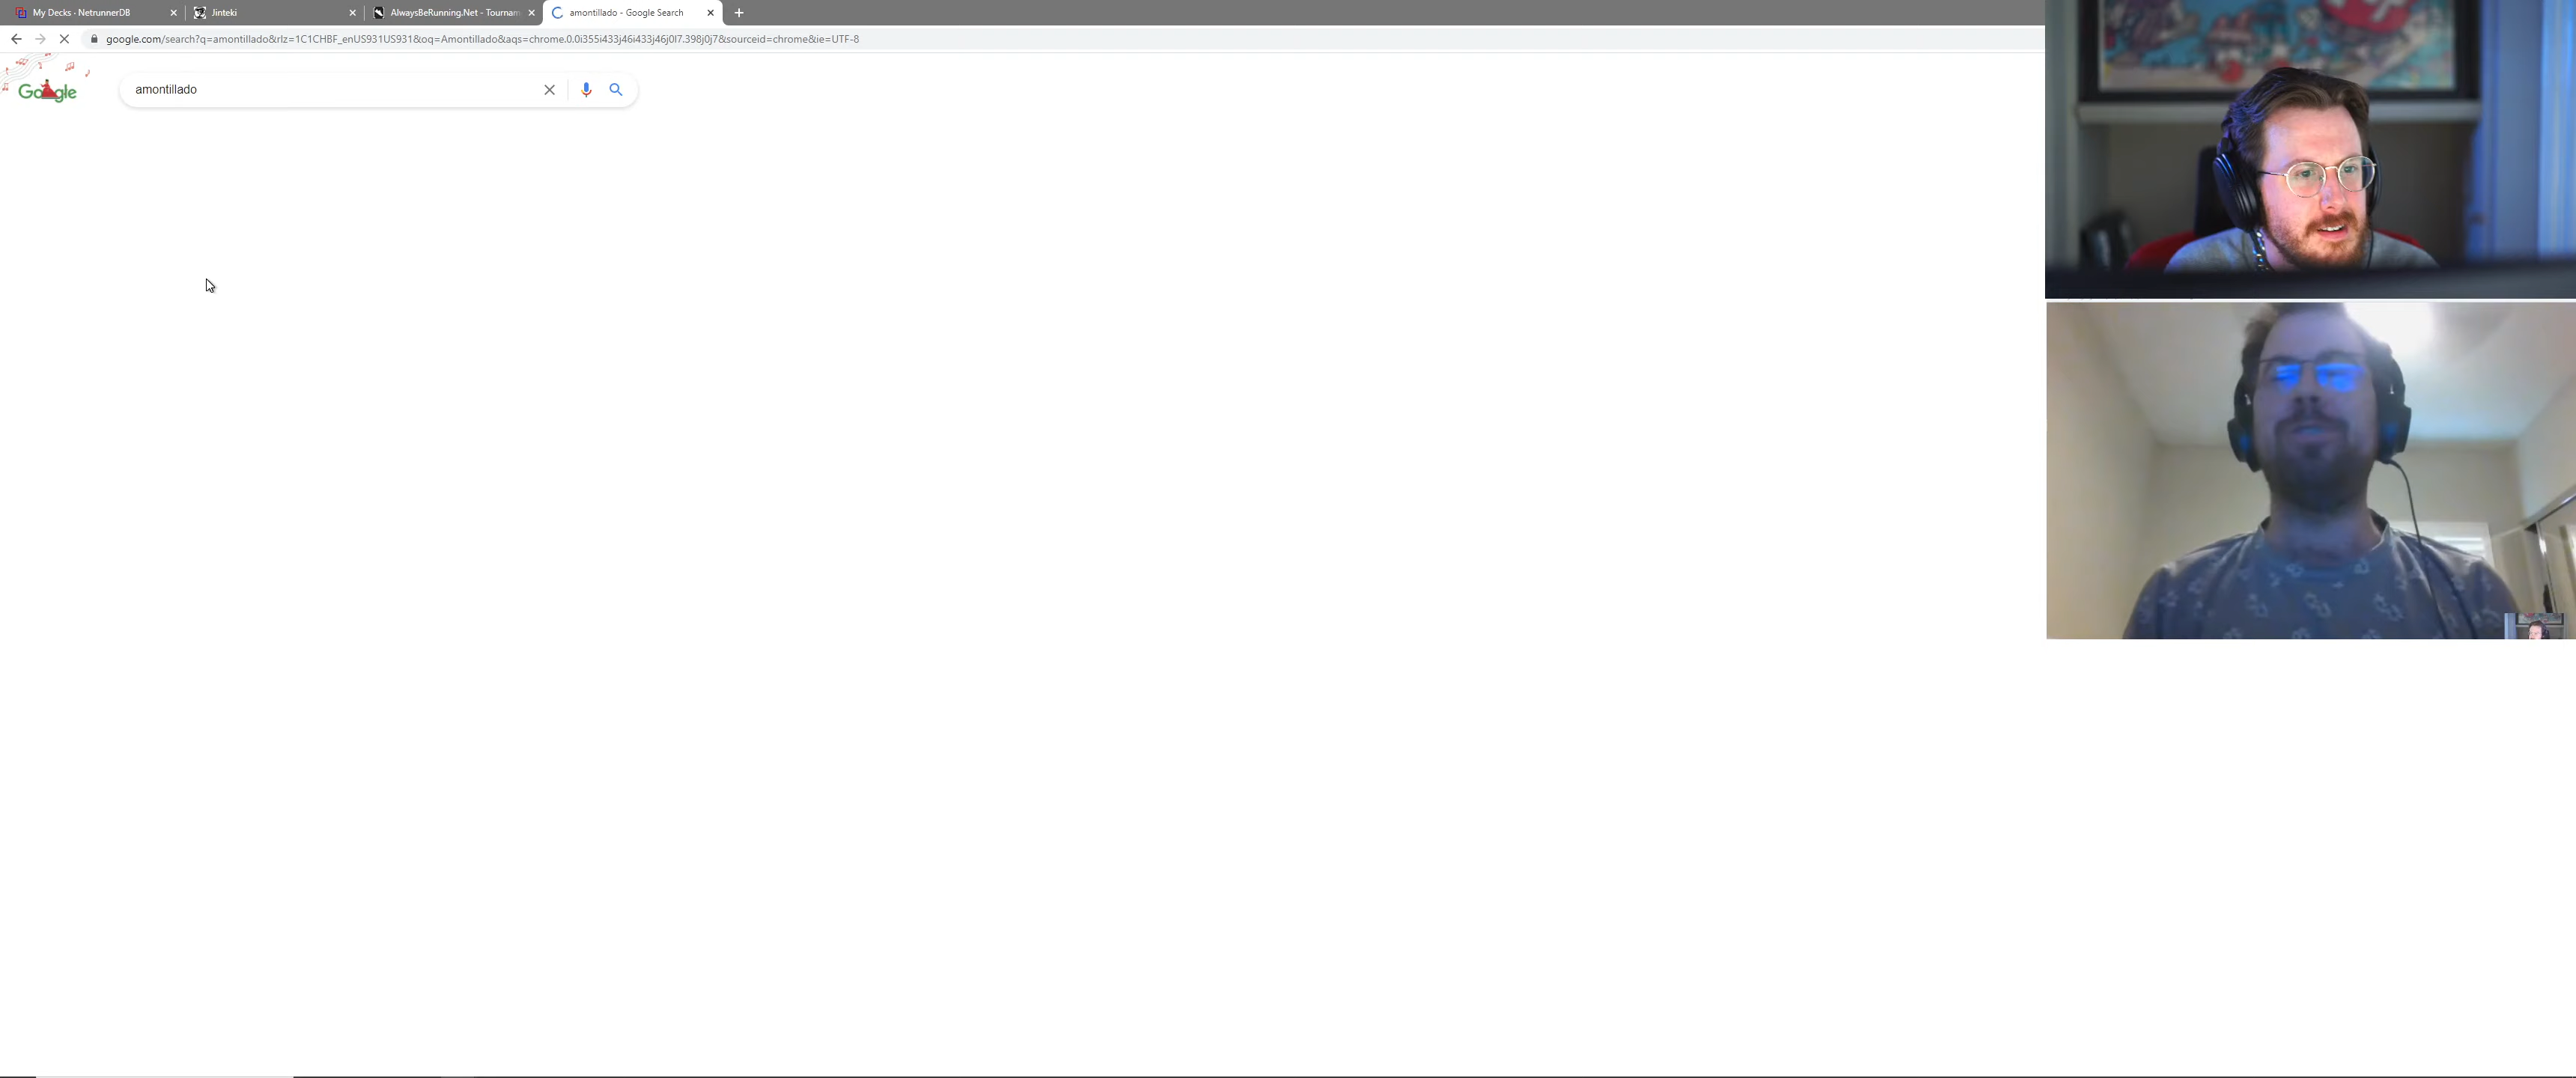 My Decks · NetrunnerDB
Jinteki
AlwaysBeRunning.Net - Tournam
amontillado - Google Search
google.com/search?q=amontillado&rlz=1C1CHBF_enUS931US931&oq=Amontillado&aqs=chrome.0.0i355i433j46i433j46j0l7.398j0j7&sourceid=chrome&ie=UTF-8
Google
amontillado